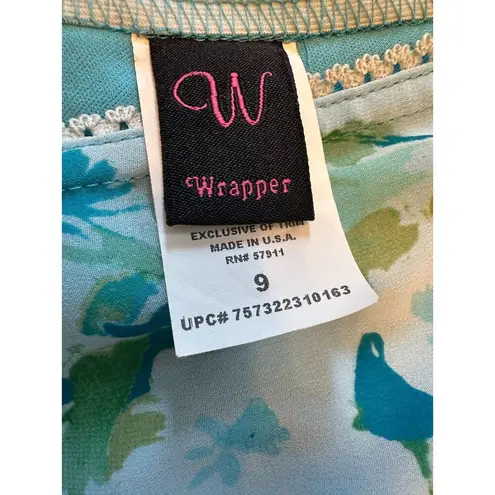 W
Wrapper
EXCLUSIVE OF TRIM
MADE IN U.S.A.
RN# 57911
9
UPC# 757322310163